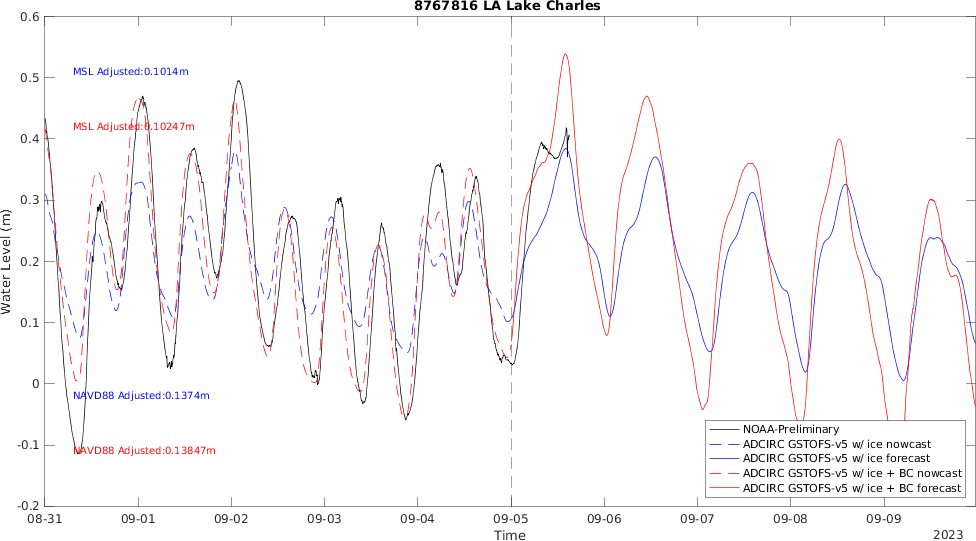 8767816 LA Lake Charles
Water Level (m)
0.6
0.5
0.4
0.3
0.2
0.1
0
-0.1
-0.2
MSL Adjusted:0.1014m
MSL Adjusted:0.10247m
NAVD88 Adjusted:0.1374m
NAVD88 Adjusted:0.13847m
NOAA-Preliminary
ADCIRC GSTOFS-v5 w/ ice nowcast
ADCIRC GSTOFS-v5 w/ ice forecast
ADCIRC GSTOFS-v5 w/ice + BC nowcast
ADCIRC GSTOFS-v5 w/ice + BC forecast
08-31 09-01 09-02 09-03 09-04 09-05 09-06 09-07 09-08 09-09
Time
2023